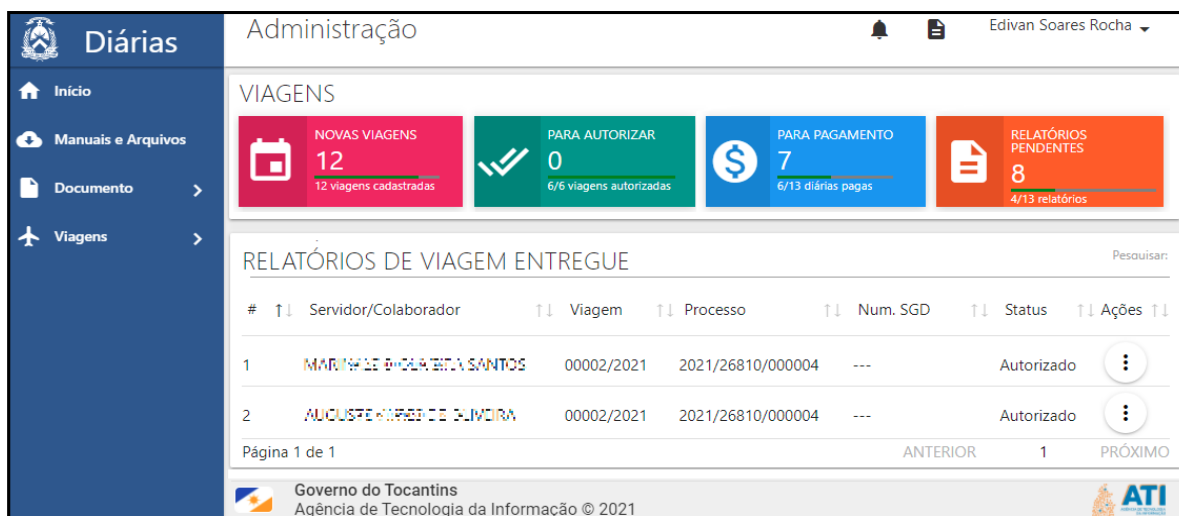 Diárias
Administração
Edivan Soares Rocha
Início
Manuais e Arquivos
Documento
Viagens
VIAGENS
NOVAS VIAGENS
12
12 viagens cadastradas
PARA AUTORIZAR
0
6/6 viagens autorizadas
PARA PAGAMENTO
7
6/13 diárias pagas
RELATÓRIOS
PENDENTES
8
4/13 relatórios
RELATÓRIOS DE VIAGEM ENTREGUE
Pesquisar:
# Servidor/Colaborador Viagem Processo Num. SGD Status Ações
1 SANTOS 00002/2021 2021/26810/000004 --- Autorizado
2 00002/2021 2021/26810/000004 --- Autorizado
Página 1 de 1 ANTERIOR 1 PRÓXIMO
Governo do Tocantins
Agência de Tecnologia da Informação © 2021
ATI